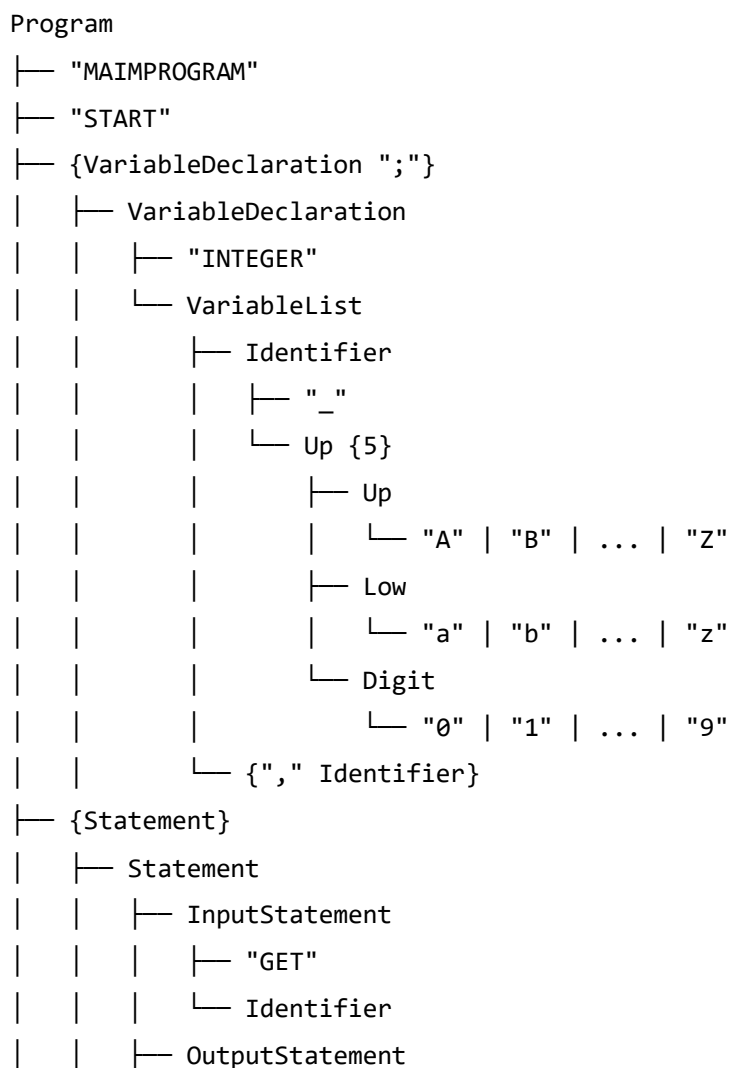 Program
├── "MAIMPROGRAM"
├── "START"
├── {VariableDeclaration ";"}
│   ├── VariableDeclaration
│   │   ├── "INTEGER"
│   │   └── VariableList
│   │       ├── Identifier
│   │       │   ├── "_"
│   │       │   └── Up {5}
│   │       │       ├── Up
│   │       │       │   └── "A" | "B" | ... | "Z"
│   │       │       ├── Low
│   │       │       │   └── "a" | "b" | ... | "z"
│   │       │       └── Digit
│   │       │           └── "0" | "1" | ... | "9"
│   │       └── {"," Identifier}
├── {Statement}
│   ├── Statement
│   │   ├── InputStatement
│   │   │   ├── "GET"
│   │   │   └── Identifier
│   │   ├── OutputStatement